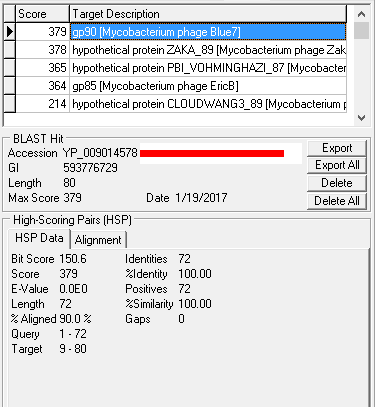 Score Target Description
379 gp90 [Mycobacterium phage Blue7]
378 hypothetical protein ZAKA_89 [Mycobacterium phage Zak
365 hypothetical protein PBI_VOHMINGHAZI_87 [Mycobacter
364 gp85 [Mycobacterium phage EricB]
214 hypothetical protein CLOUDWANG3_89 [Mycobacterium p
BLAST Hit
Accession YP_009014578
GI 593776729
Length 80
Max Score 379 Date 1/19/2017
Export
Export All
Delete
Delete All
High-Scoring Pairs (HSP)
HSP Data Alignment
Bit Score 150.6 Identities 72
Score 379 %Identity 100.00
E-Value 0.0E0 Positives 72
Length 72 %Similarity 100.00
% Aligned 90.0 % Gaps 0
Query 1 - 72
Target 9 - 80